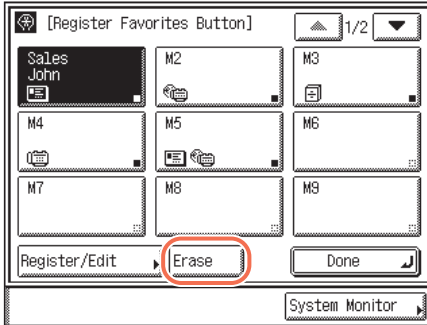 [Register Favorites Button]
1/2
Sales
John
M2
M3
M4
M5
M6
M7
M8
M9
Register/Edit
Erase
Done
System Monitor